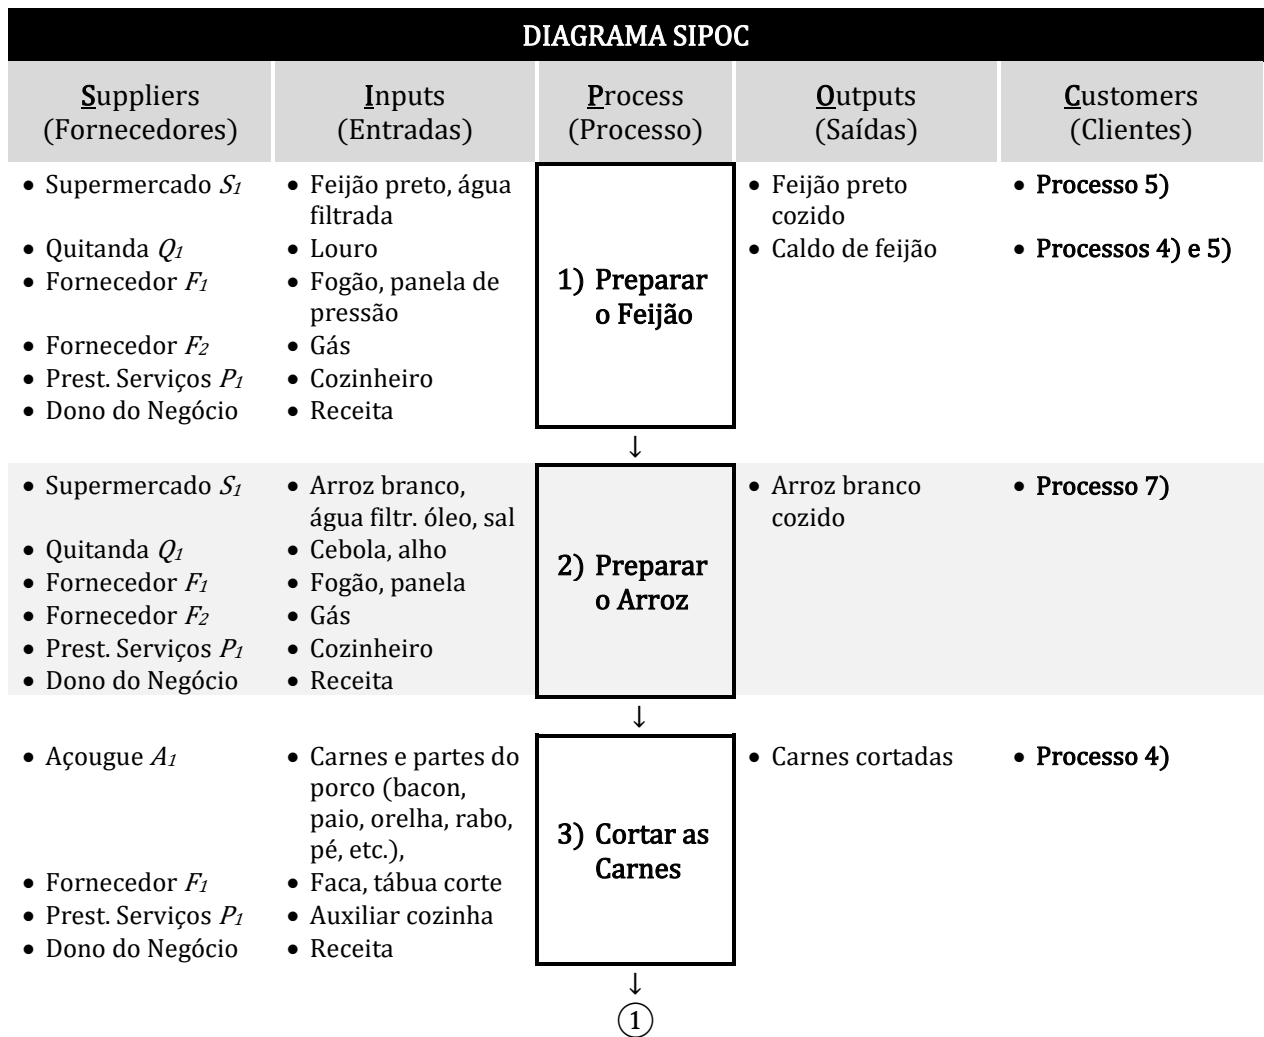 DIAGRAMA SIPOC
Suppliers
(Fornecedores)
Inputs
(Entradas)
Process
(Processo)
Outputs
(Saídas)
Customers
(Clientes)
• Supermercado S1
• Quitanda Q1
• Fornecedor F1
• Fornecedor F2
• Prest. Serviços P1
• Dono do Negócio
• Feijão preto, água
filtrada
• Louro
• Fogão, panela de
pressão
• Gás
• Cozinheiro
• Receita
1) Preparar
o Feijão
• Feijão preto
cozido
• Caldo de feijão
• Processo 5)
• Processos 4) e 5)
↓
• Supermercado S1
• Quitanda Q1
• Fornecedor F1
• Fornecedor F2
• Prest. Serviços P1
• Dono do Negócio
• Arroz branco,
água filtr. óleo, sal
• Cebola, alho
• Fogão, panela
• Gás
• Cozinheiro
• Receita
2) Preparar
o Arroz
• Arroz branco
cozido
• Processo 7)
↓
• Açougue A1
• Fornecedor F1
• Prest. Serviços P1
• Dono do Negócio
• Carnes e partes do
porco (bacon,
paio, orelha, rabo,
pé, etc.),
• Faca, tábua corte
• Auxiliar cozinha
• Receita
3) Cortar as
Carnes
• Carnes cortadas
• Processo 4)
↓
1